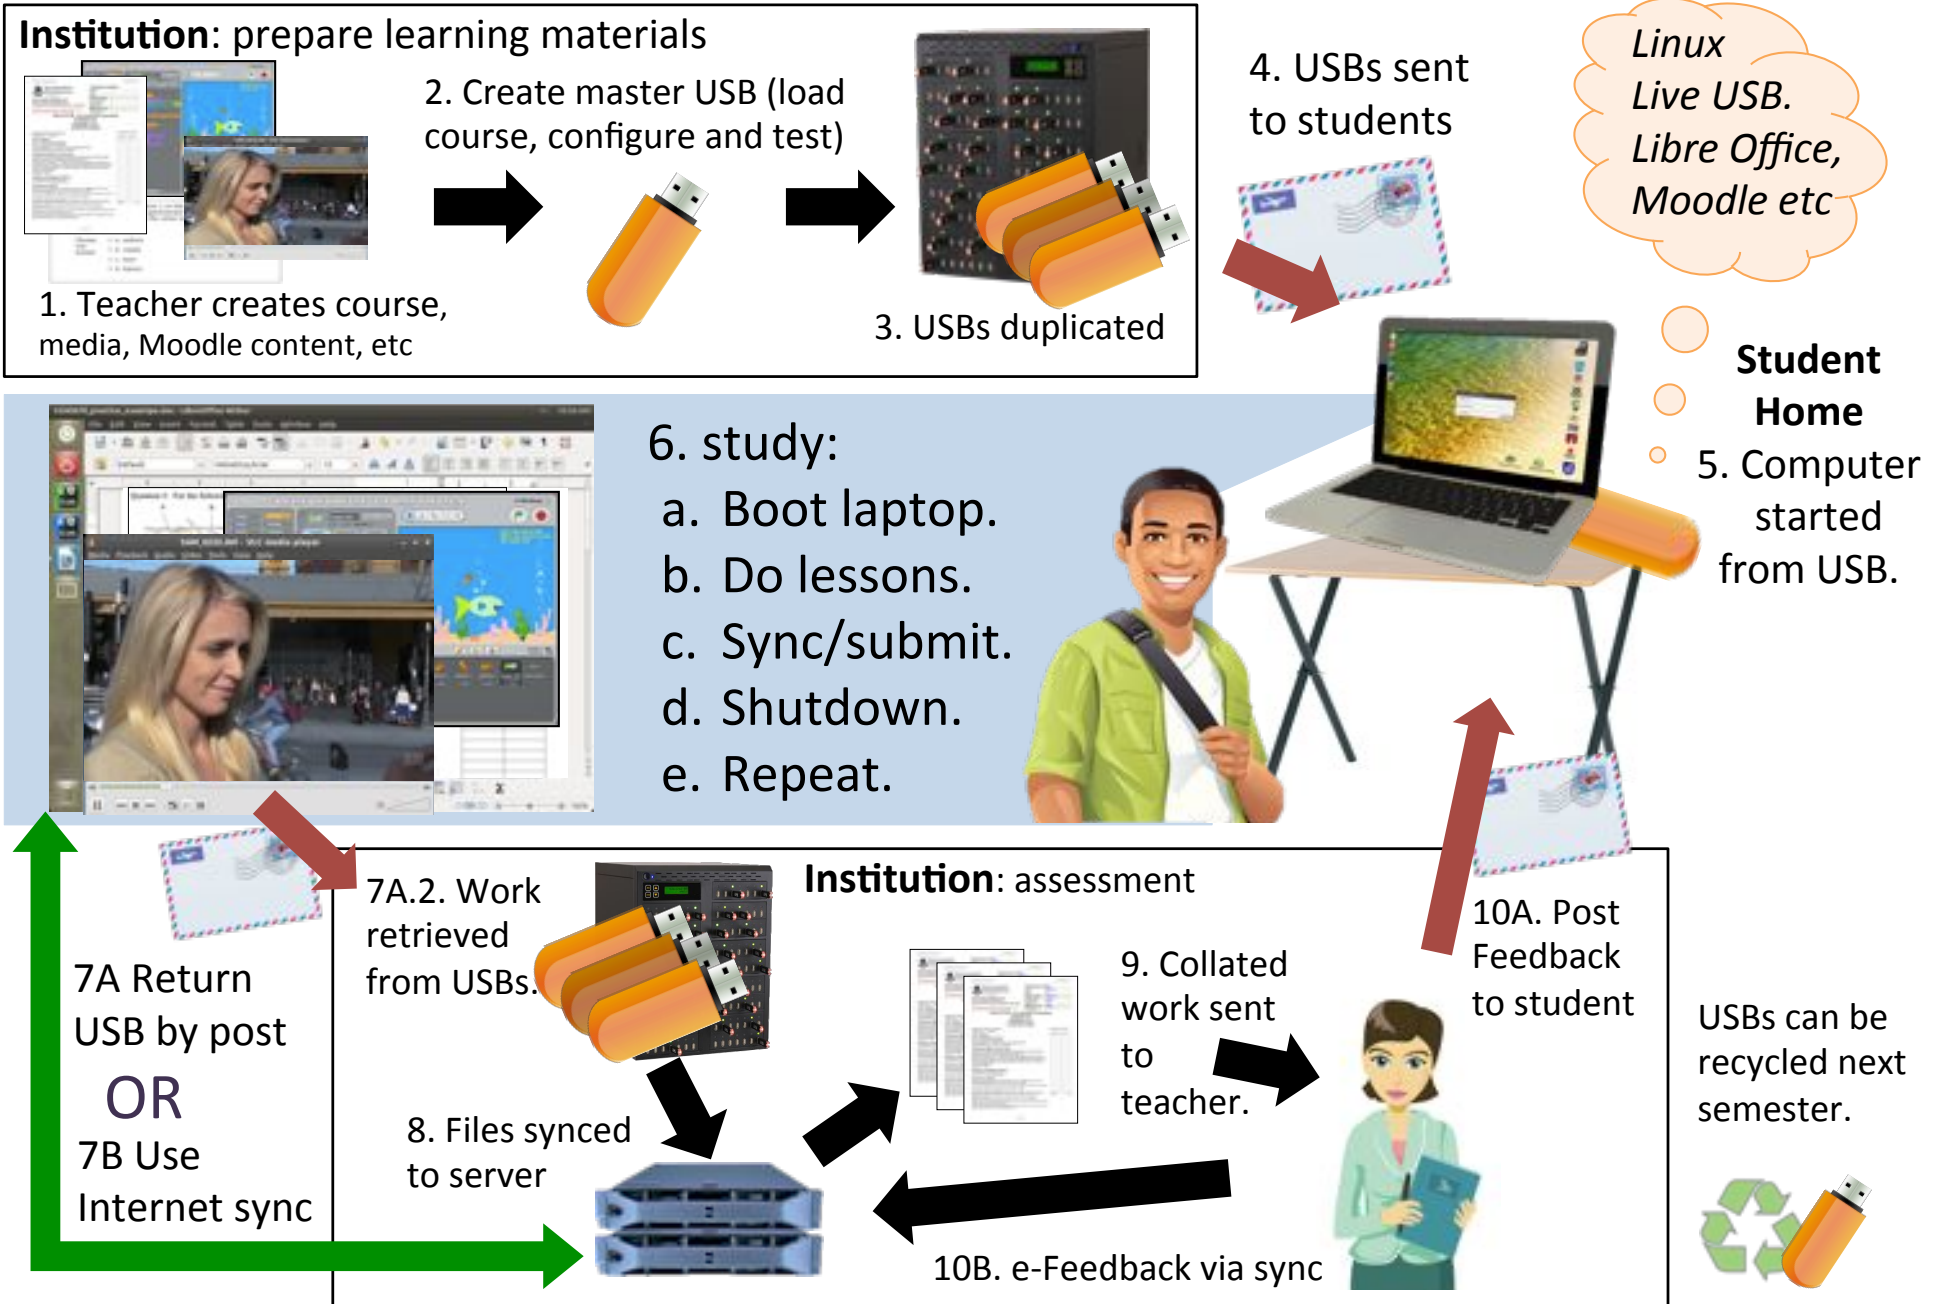 Institution: prepare learning materials
1. Teacher creates course,
media, Moodle content, etc
2. Create master USB (load
course, configure and test)
3. USBs duplicated
4. USBs sent
to students
Linux
Live USB.
Libre Office,
Moodle etc
Student
Home
5. Computer
started
from USB.
6. study:
a. Boot laptop.
b. Do lessons.
c. Sync/submit.
d. Shutdown.
e. Repeat.
7A Return
USB by post
OR
7B Use
Internet sync
Institution: assessment
7A.2. Work
retrieved
from USBs.
8. Files synced
to server
9. Collated
work sent
to
teacher.
10A. Post
Feedback
to student
10B. e-Feedback via sync
USBs can be
recycled next
semester.